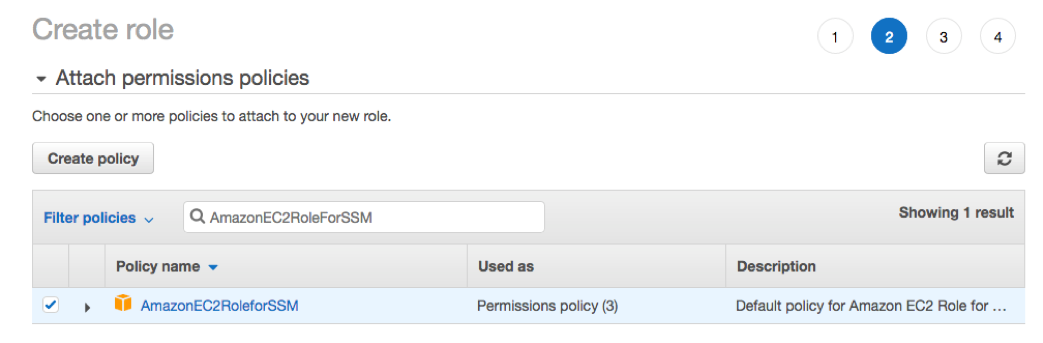 Create role
1 2 3 4
Attach permissions policies
Choose one or more policies to attach to your new role.
Create policy
Filter policies AmazonEC2RoleForSSM Showing 1 result
Policy name Used as Description
AmazonEC2RoleforSSM Permissions policy (3) Default policy for Amazon EC2 Role for ...